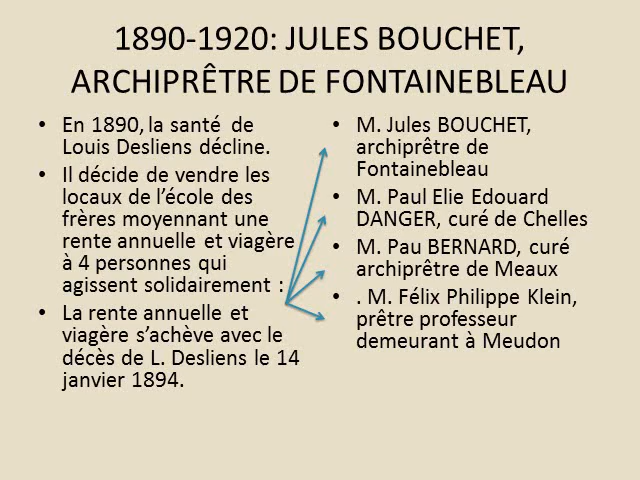 1890-1920: JULES BOUCHET,
ARCHIPRÊTRE DE FONTAINEBLEAU
• En 1890, la santé de
Louis Desliens décline.
• Il décide de vendre les
locaux de l’école des
frères moyennant une
rente annuelle et viagère
à 4 personnes qui
agissent solidairement :
• La rente annuelle et
viagère s’achève avec le
décès de L. Desliens le 14
janvier 1894.
• M. Jules BOUCHET,
archiprêtre de
Fontainebleau
• M. Paul Elie Edouard
DANGER, curé de Chelles
• M. Pau BERNARD, curé
archiprêtre de Meaux
• . M. Félix Philippe Klein,
prêtre professeur
demeurant à Meudon